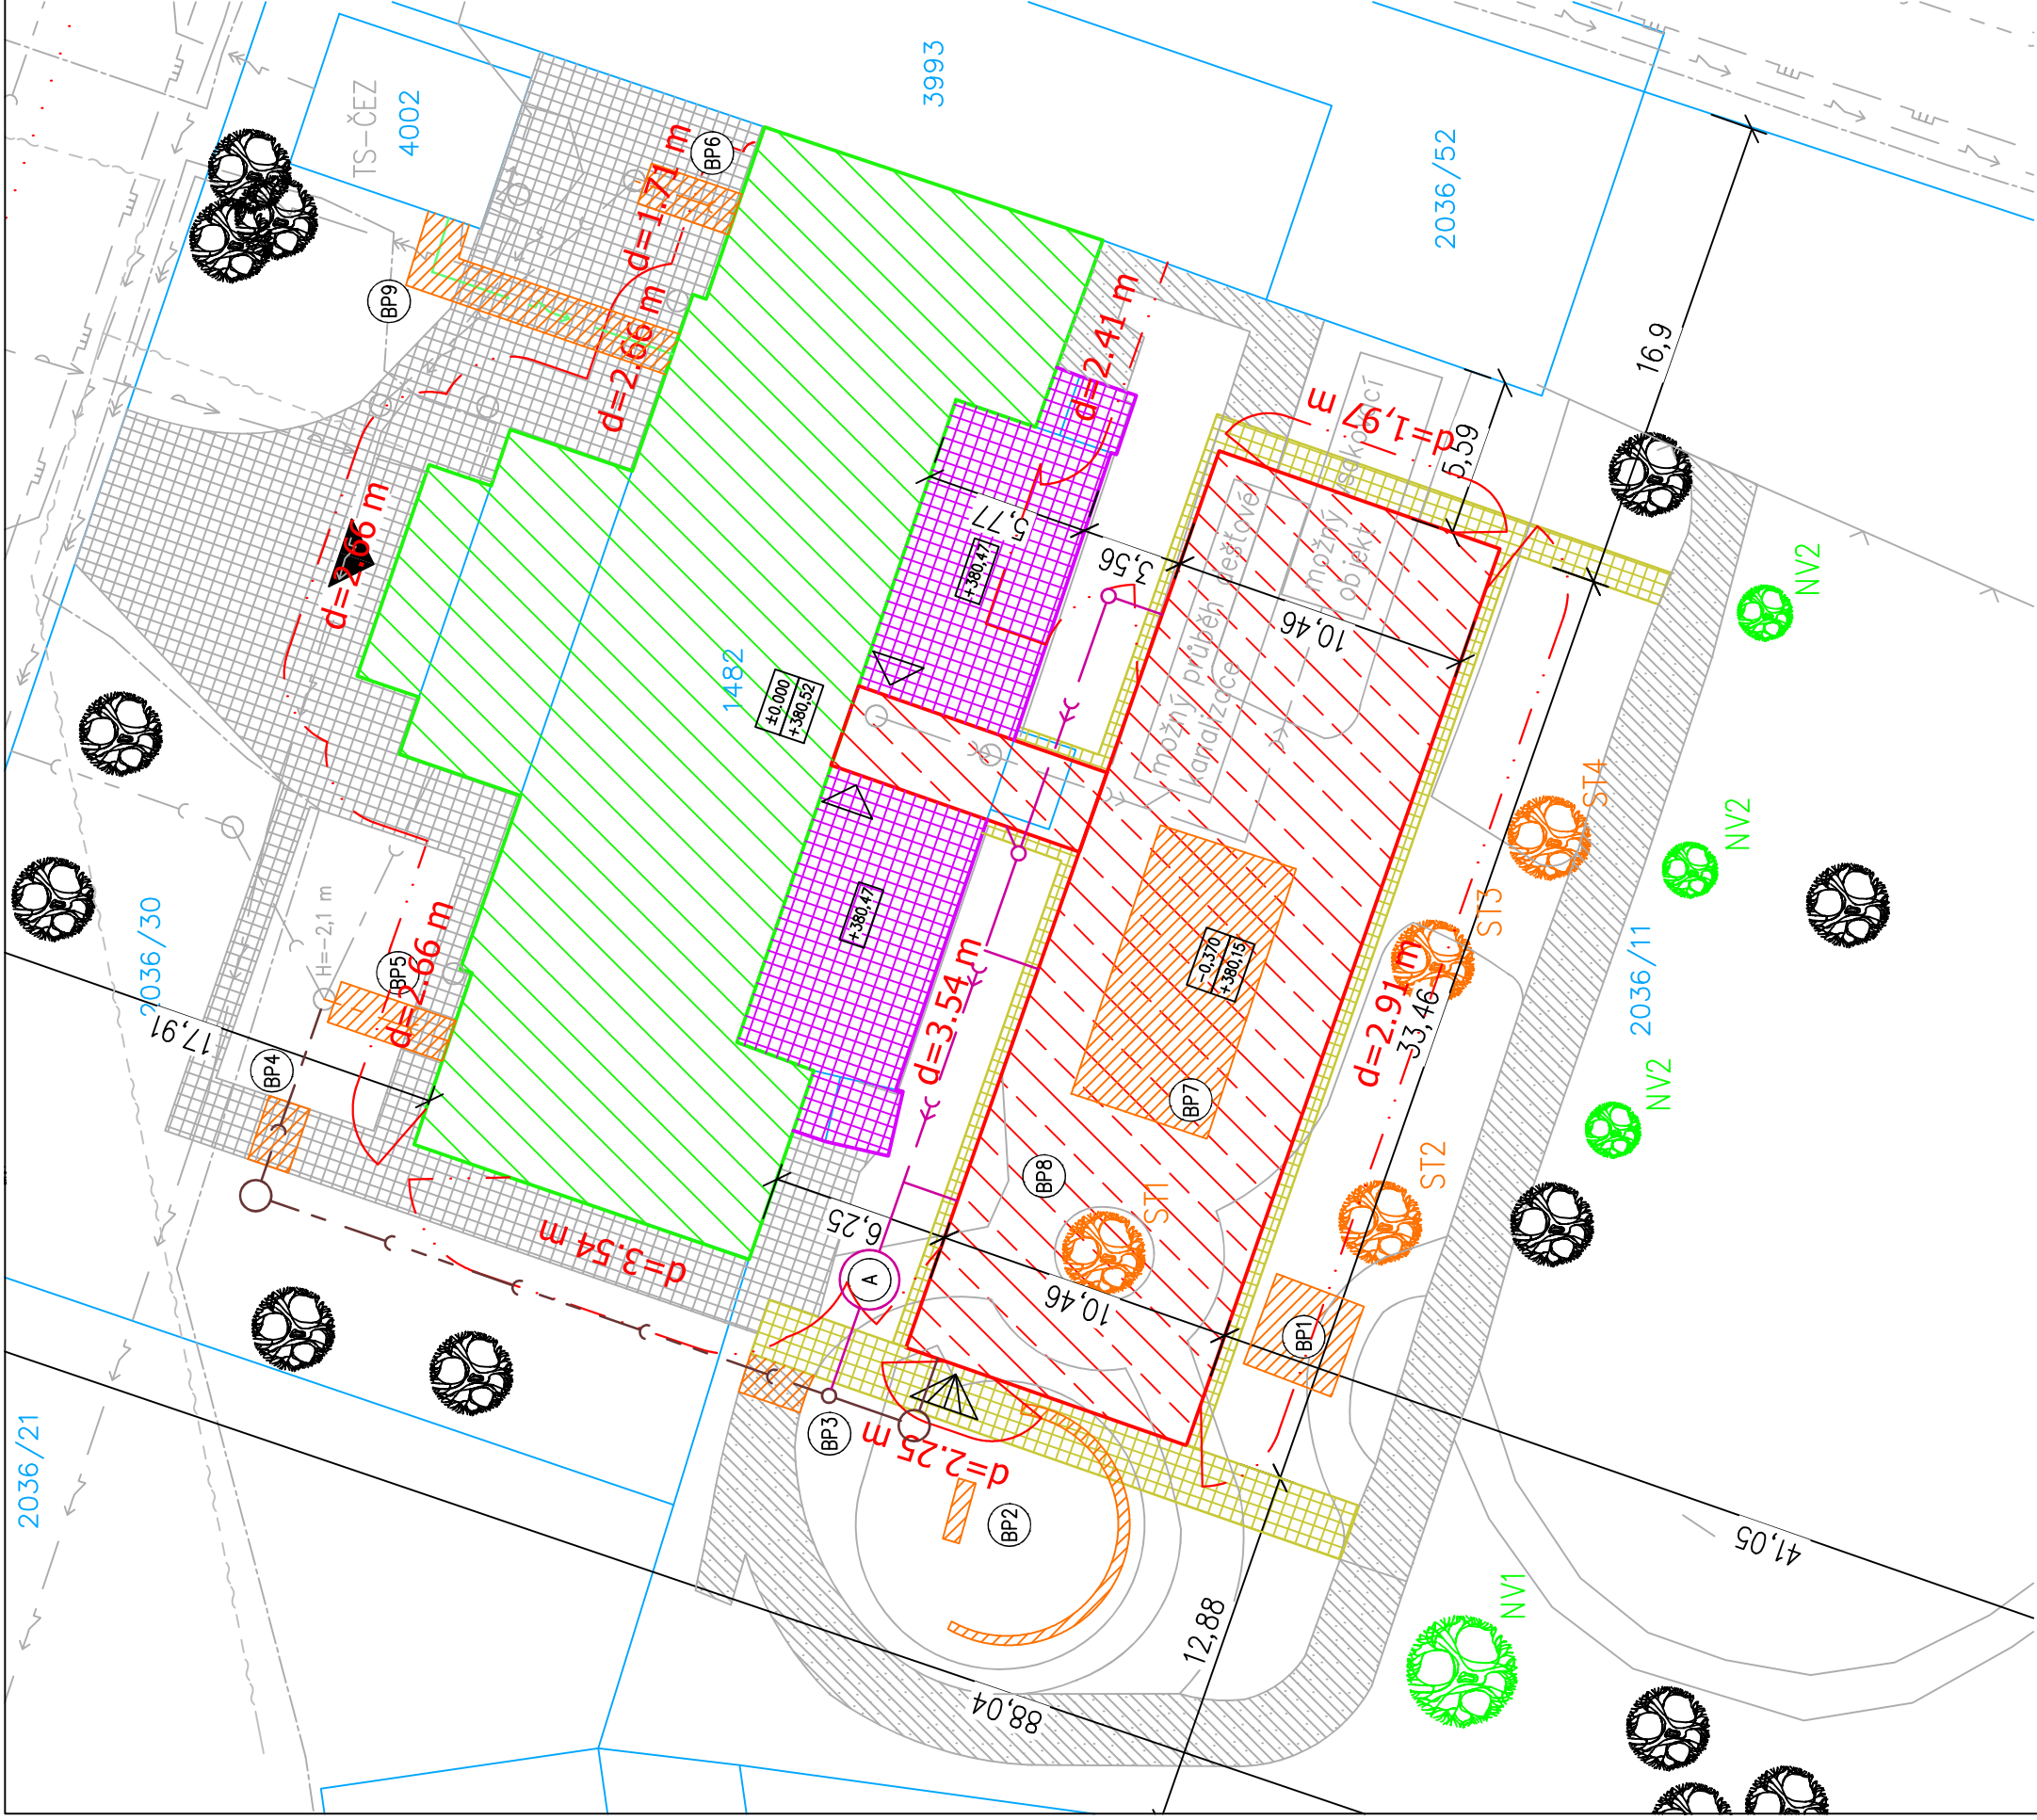 TS-ČEZ
4002
3993
2036/52
BP6
d=1.71 m
BP9
d=2.66 m
d=2.41 m
16,9
d=1,97 m
5,59
d=2.66 m
5,77
+380,47
3,56
možný průběh dešťové
kanalizace
možný
objekt
10,46
NV2
1482
±0,000
+380,52
ST4
NV2
2036/30
H=-2,1 m
BP5
d=2.66 m
+380,47
d=3.54 m
-0,370
+380,15
ST3
d=2.91 m
33,46
2036/11
17,91
BP4
BP7
NV2
BP8
ST1
ST2
6,25
d=3.54 m
A
10,46
BP1
2036/21
BP3
d=2.25 m
BP2
41,05
NV1
12,88
88,04